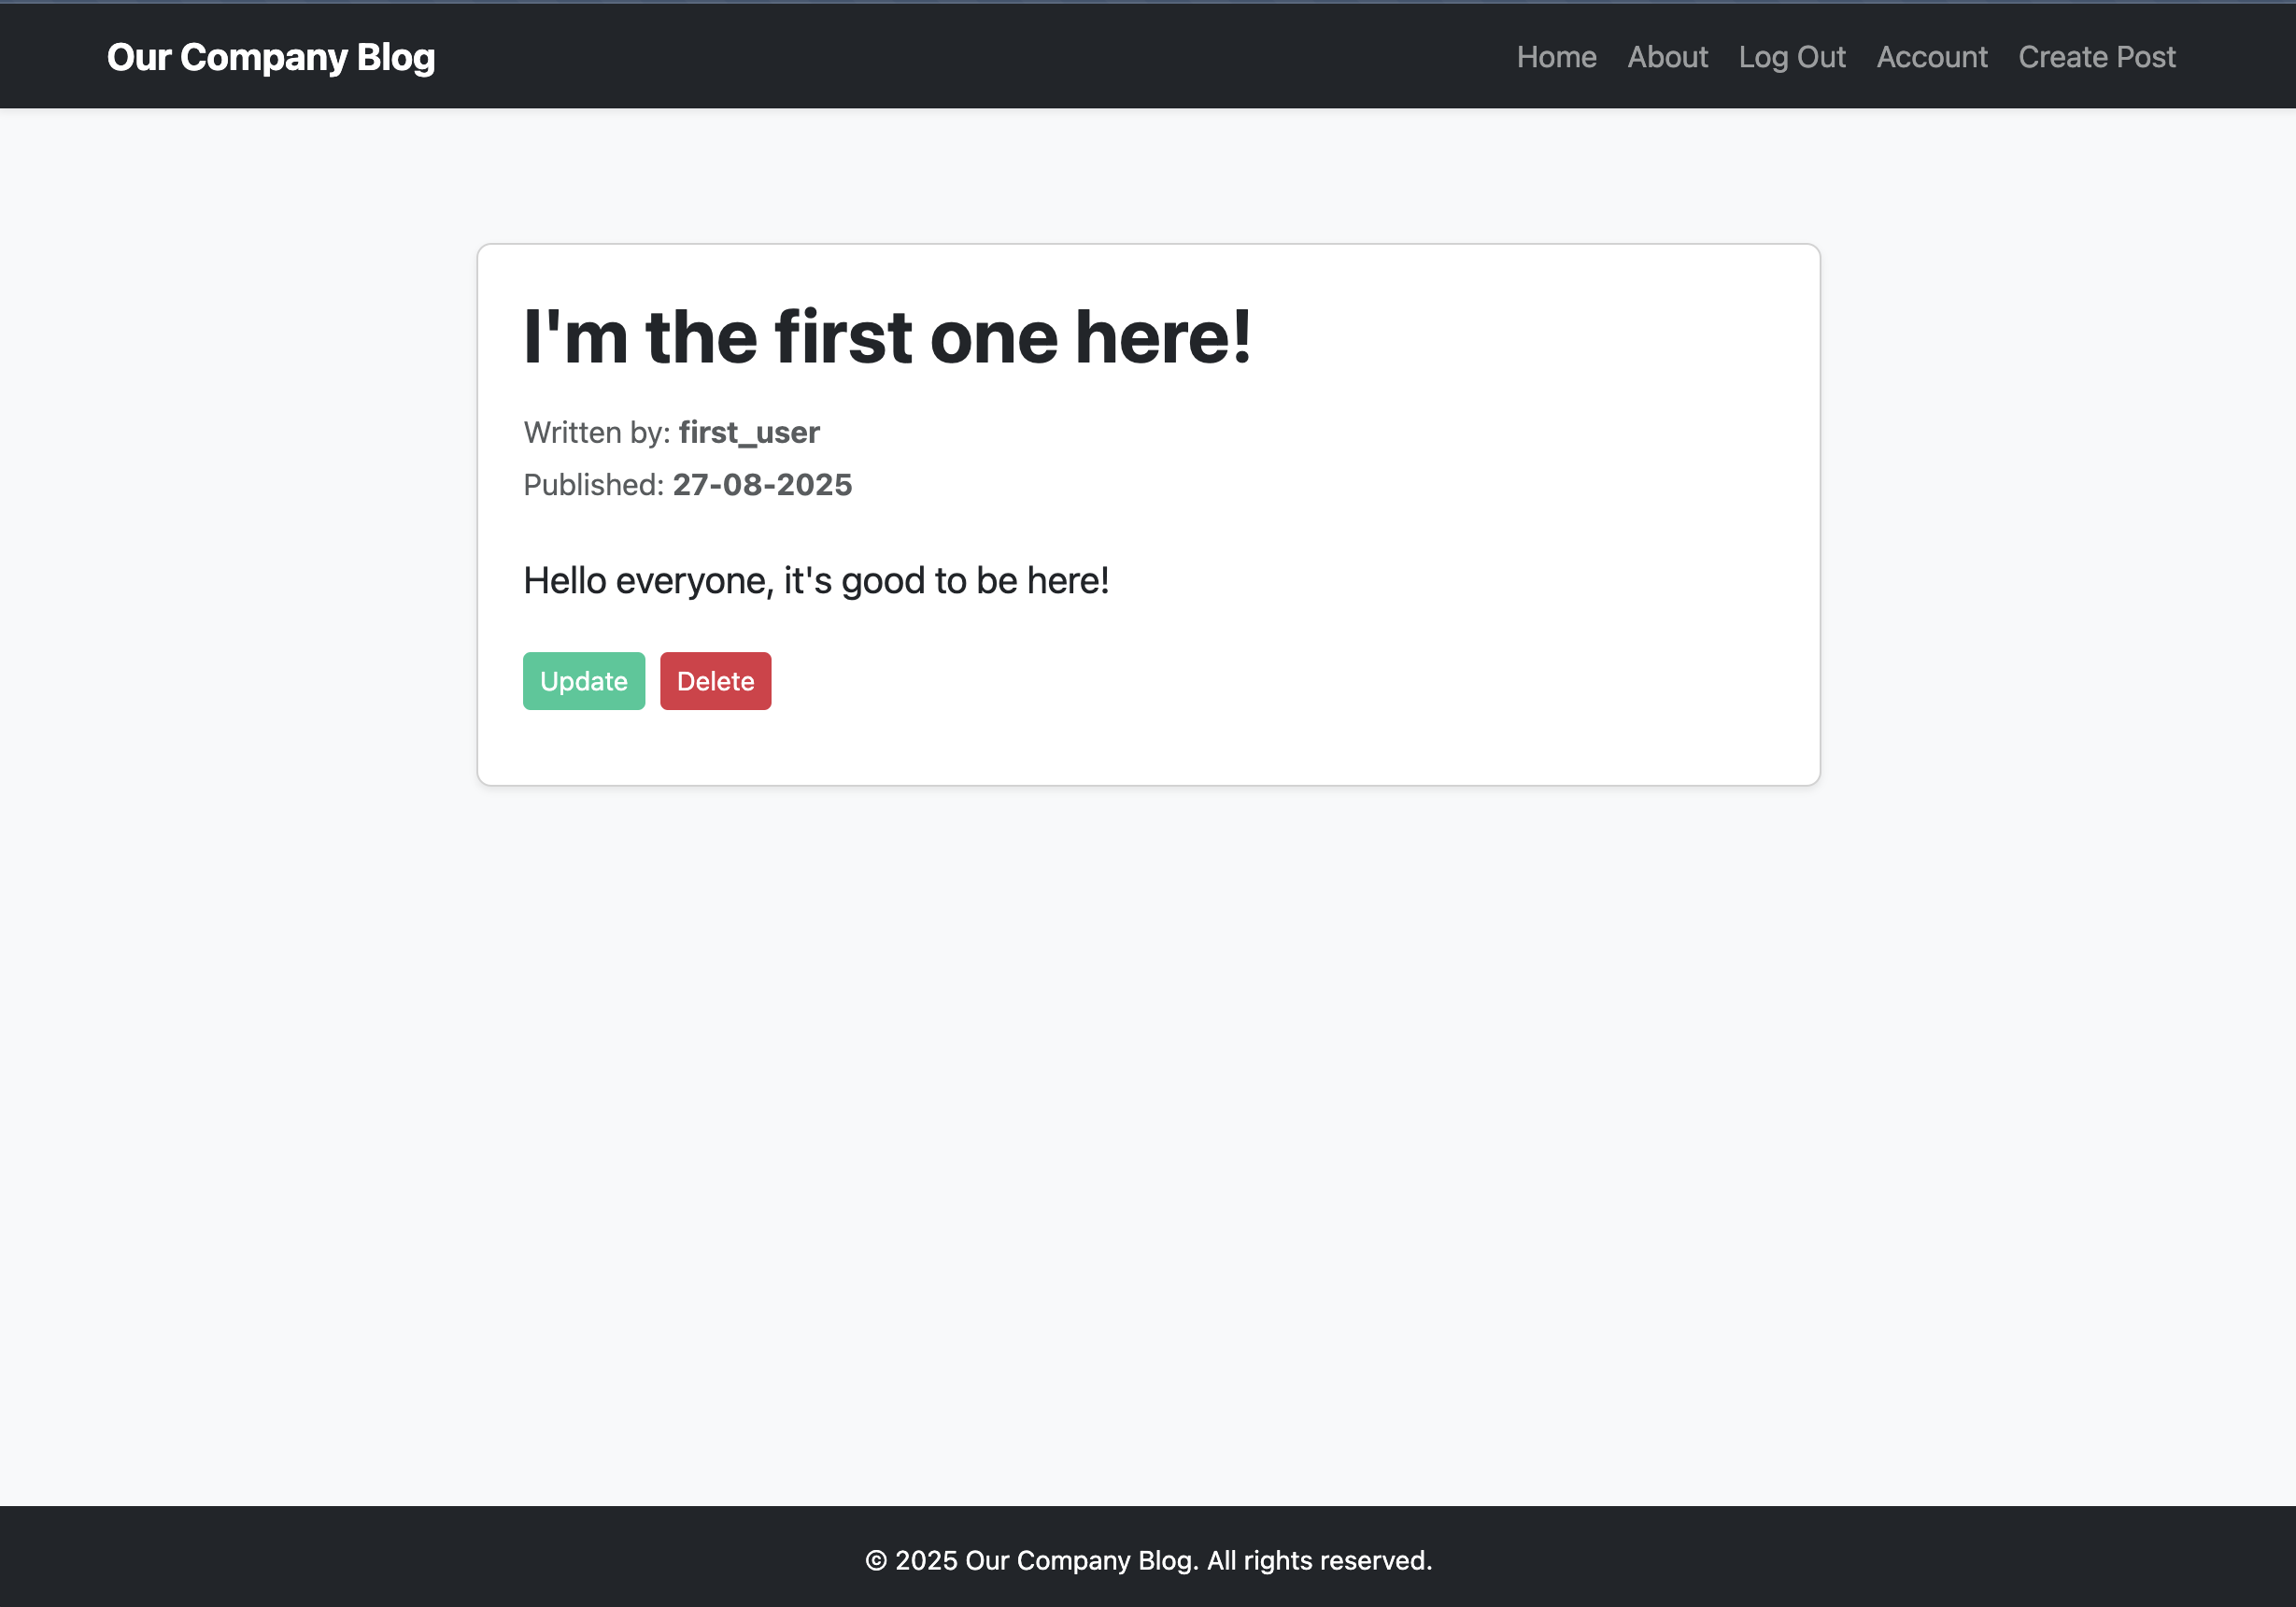 Our Company Blog
Home About Log Out Account Create Post
I'm the first one here!
Written by: first_user
Published: 27-08-2025
Hello everyone, it's good to be here!
Update Delete
© 2025 Our Company Blog. All rights reserved.